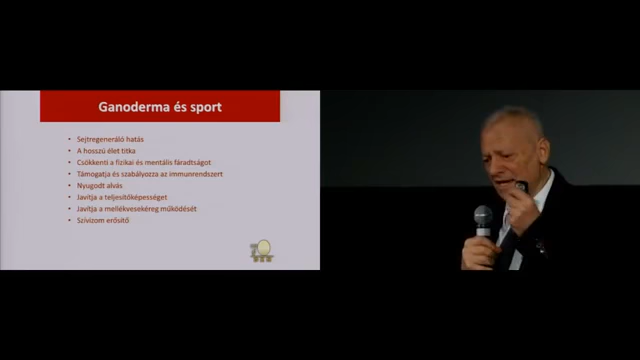 Ganoderma és sport
• Sejtregeneráló hatás
• A hosszú élet titka
• Csökkenti a fizikai és mentális fáradtságot
• Támogatja és szabályozza az immunrendszert
• Nyugodt alvás
• Javítja a teljesítőképességet
• Javítja a mellékvesekéreg működését
• Szívizom erősítő